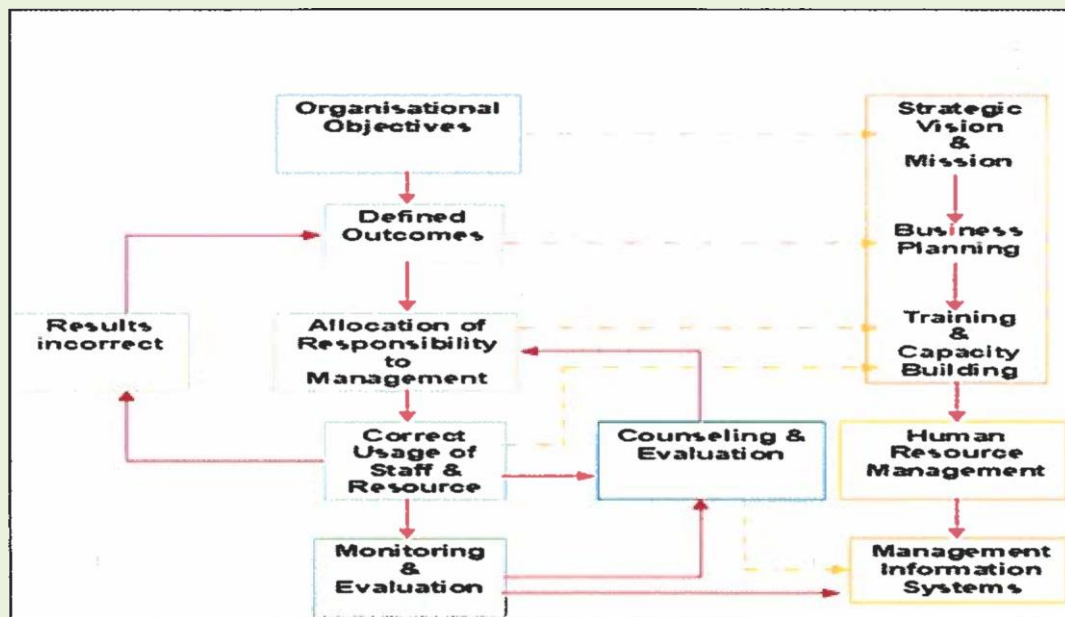 Organisational
Objectives
Defined
Outcomes
Results
incorrect
Allocation of
Responsibility
to
Management
Correct
Usage of
Staff &
Resource
Monitoring
&
Evaluation
Counseling &
Evaluation
Strategic
Vision
&
Mission
Business
Planning
Training
&
Capacity
Building
Human
Resource
Management
Management
Information
Systems